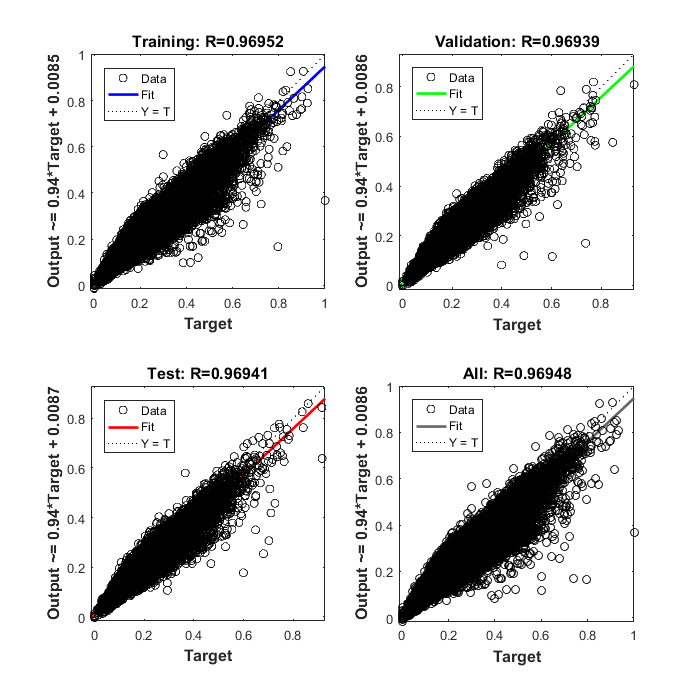 Training: R=0.96952
Output ~= 0.94*Target + 0.0085
Data
Fit
Y = T
1
0.8
0.6
0.4
0.2
0
0 0.2 0.4 0.6 0.8 1
Target
Validation: R=0.96939
Output ~= 0.94*Target + 0.0086
Data
Fit
Y = T
0.8
0.6
0.4
0.2
0
0 0.2 0.4 0.6 0.8
Target
Test: R=0.96941
Output ~= 0.94*Target + 0.0087
Data
Fit
Y = T
0.8
0.6
0.4
0.2
0
0 0.2 0.4 0.6 0.8
Target
All: R=0.96948
Output ~= 0.94*Target + 0.0086
Data
Fit
Y = T
1
0.8
0.6
0.4
0.2
0
0 0.2 0.4 0.6 0.8 1
Target